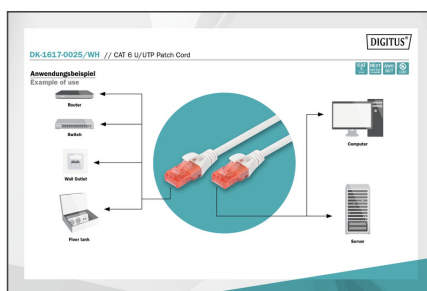 DIGITUS®
DK-1617-0025/WH // CAT 6 U/UTP Patch Cord
Anwendungsbeispiel
Example of use
Router
Switch
Wall Outlet
Floor tank
Computer
Server